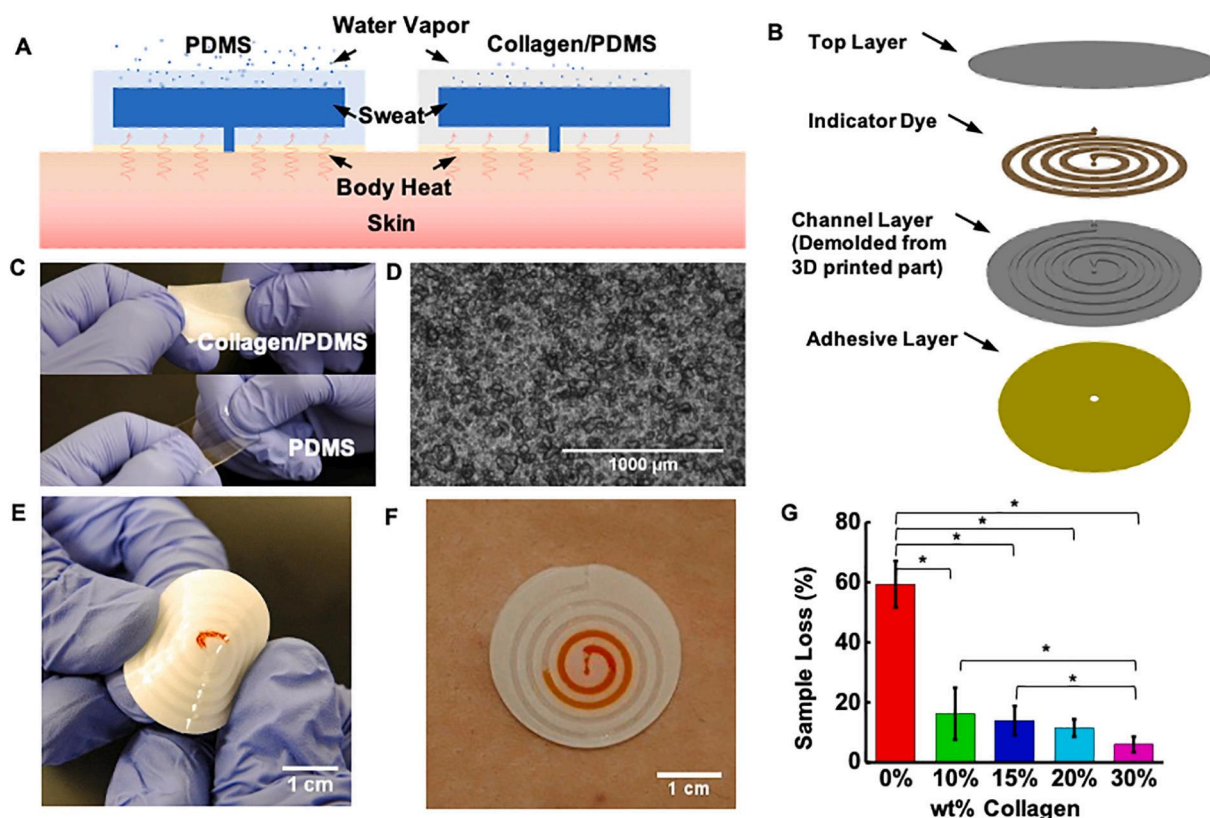 A
Water Vapor
PDMS
Collagen/PDMS
Sweat
Body Heat
Skin
B
Top Layer
Indicator Dye
Channel Layer
(Demolded from
3D printed part)
Adhesive Layer
C
Collagen/PDMS
PDMS
D
1000 µm
E
1 cm
F
1 cm
G
Sample Loss (%)
80
60
40
20
0
*
*
*
*
*
*
0% 10% 15% 20% 30%
wt% Collagen